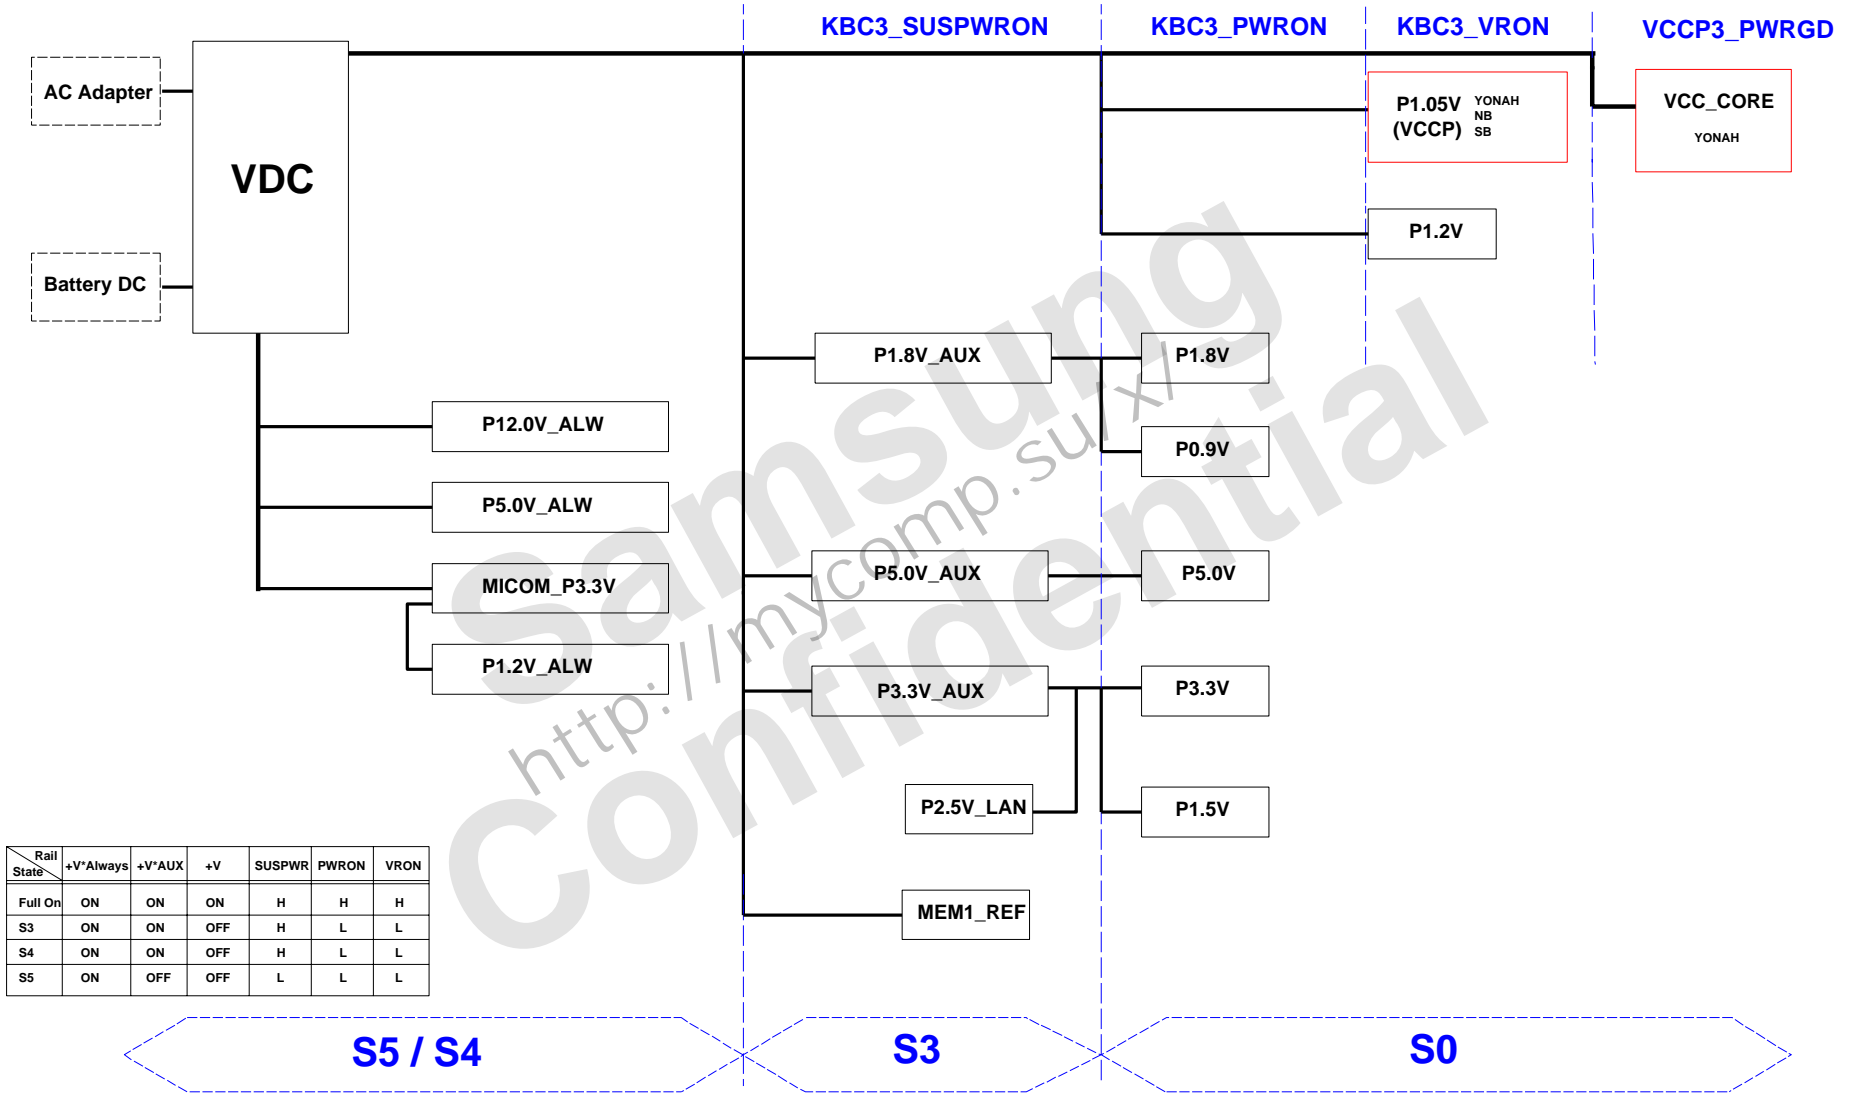 KBC3_SUSPWRON
KBC3_PWRON
KBC3_VRON
VCCP3_PWRGD
AC Adapter
VDC
Battery DC
P1.05V
(VCCP)
YONAH
NB
SB
VCC_CORE
YONAH
P1.2V
P1.8V_AUX
P1.8V
P12.0V_ALW
P0.9V
P5.0V_ALW
MICOM_P3.3V
P5.0V_AUX
P5.0V
P1.2V_ALW
P3.3V_AUX
P3.3V
P2.5V_LAN
P1.5V
MEM1_REF
Samsung
Confidential
http://mycomp.su/x/
Rail
State +V*Always +V*AUX +V SUSPWR PWRON VRON
Full On ON ON ON H H H
S3 ON ON OFF H L L
S4 ON ON OFF H L L
S5 ON OFF OFF L L L
S5 / S4
S3
S0